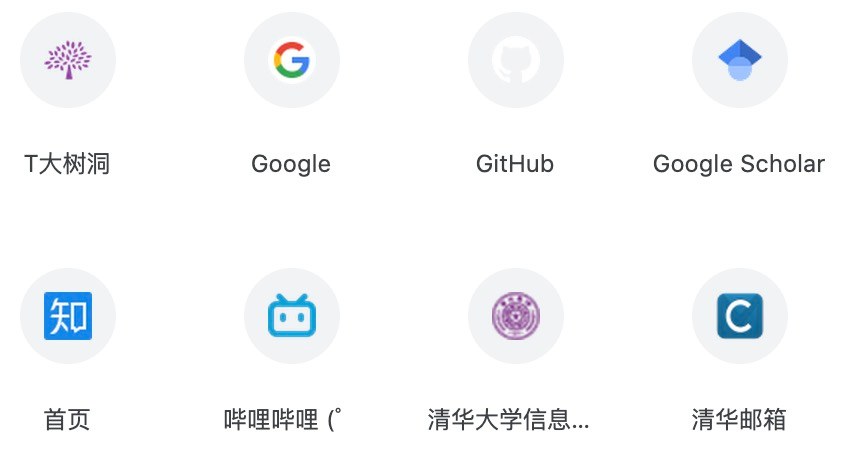 T大树洞
Google
GitHub
Google Scholar
知
C
首页
哔哩哔哩 (ﾟ
清华大学信息...
清华邮箱